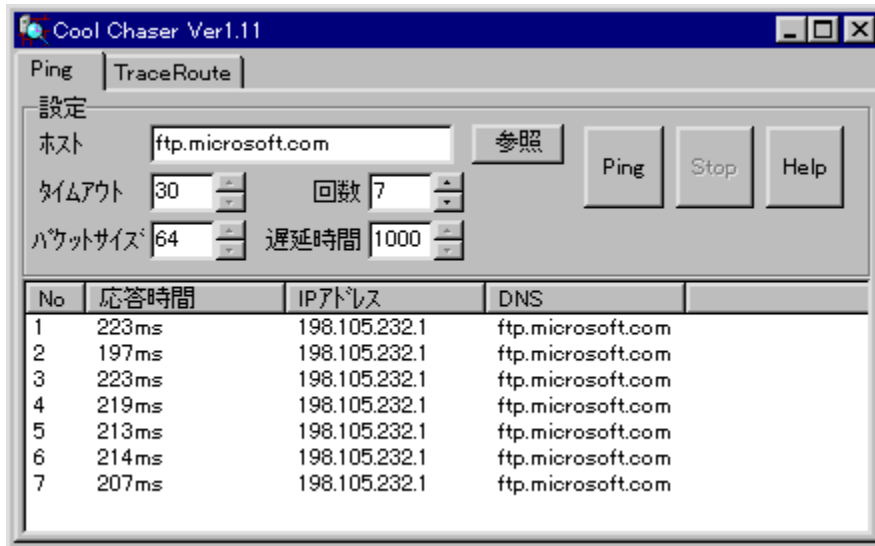 Cool Chaser Ver1.11
Ping TraceRoute
設定
ホスト ftp.microsoft.com 参照 Ping Stop Help
タイムアウト 30 回数 7
パケットサイズ 64 遅延時間 1000
No 応答時間 IPアドレス DNS
1 223ms 198.105.232.1 ftp.microsoft.com
2 197ms 198.105.232.1 ftp.microsoft.com
3 223ms 198.105.232.1 ftp.microsoft.com
4 219ms 198.105.232.1 ftp.microsoft.com
5 213ms 198.105.232.1 ftp.microsoft.com
6 214ms 198.105.232.1 ftp.microsoft.com
7 207ms 198.105.232.1 ftp.microsoft.com